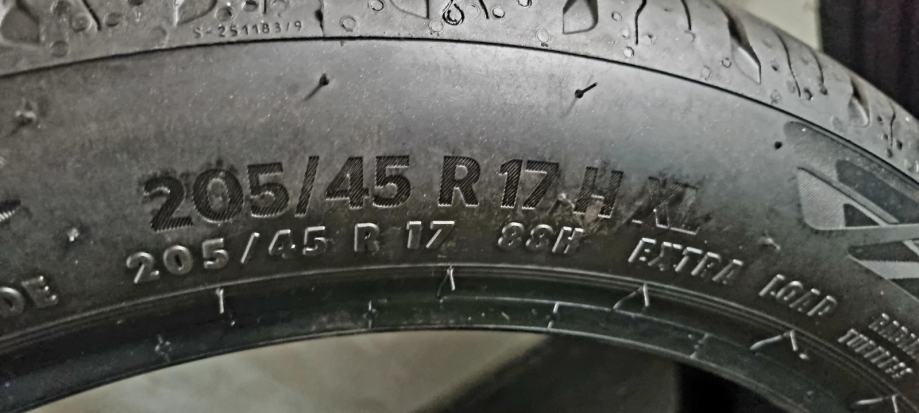 S-251183/9
205/45 R 17 H XL
205/45 R 17 88H EXTRA LOAD
DE